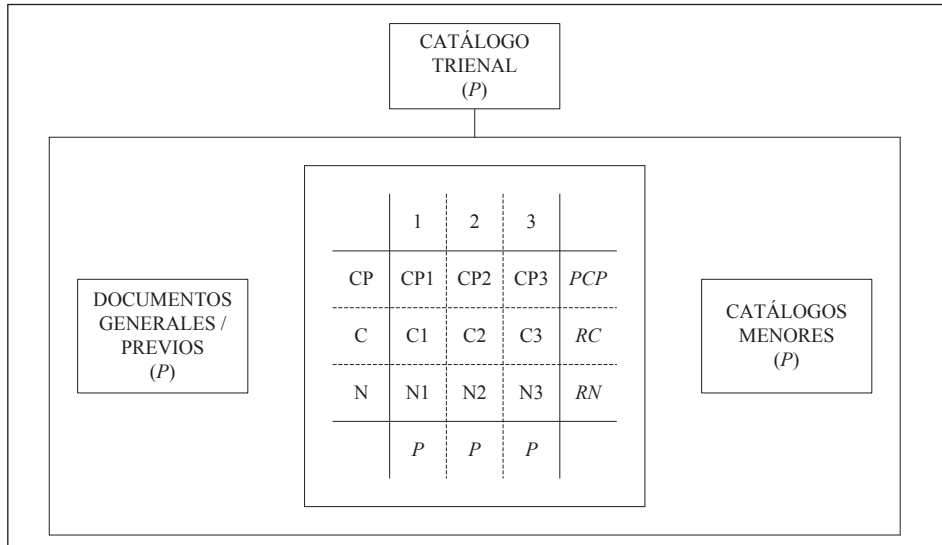 CATÁLOGO
TRIENAL
(P)
DOCUMENTOS
GENERALES /
PREVIOS
(P)
1 2 3
CP CP1 CP2 CP3 PCP
C C1 C2 C3 RC
N N1 N2 N3 RN
P P P
CATÁLOGOS
MENORES
(P)